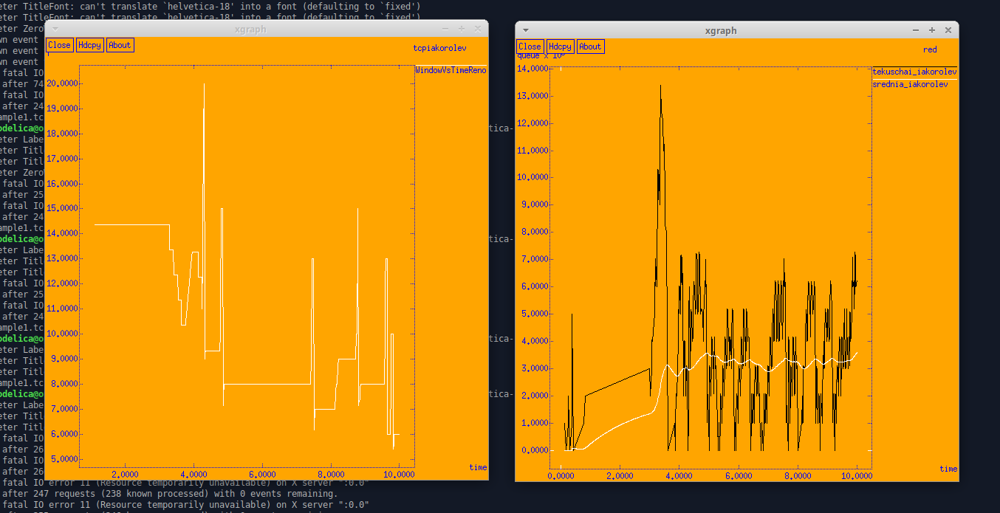 eter TitleFont: can't translate `helvetica-18' into a font (defaulting to `fixed')
eter TitleFont: can't translate `helvetica-18' into a font (defaulting to `fixed')
eter Zero
wn event
wn event
wn event
fatal IO
after 74
fatal IO
after 24
ample1.tc
odelica@o
eter Labe
eter Titl
eter Titl
eter Zero
fatal IO
after 25
fatal IO
after 24
ample1.tc
odelica@o
eter Labe
eter Titl
eter Titl
fatal IO
after 25
fatal IO
after 24
ample1.tc
odelica@o
eter Labe
eter Titl
eter Titl
ample1.tc
odelica@o
eter Labe
eter Titl
eter Titl
fatal IO
after 26
fatal IO
after 26
fatal IO error 11 (Resource temporarily unavailable) on X server ":0.0"
after 247 requests (238 known processed) with 0 events remaining.
fatal IO error 11 (Resource temporarily unavailable) on X server ":0.0"
tica-
tica-
tica-
tica-
xgraph
Close Hdcpy About
tcpiakorolev
WindowVsTimeReno
20.0000
19.0000
18.0000
17.0000
16.0000
15.0000
14.0000
13.0000
12.0000
11.0000
10.0000
9.0000
8.0000
7.0000
6.0000
5.0000
2.0000 4.0000 6.0000 8.0000 10.0000
time
xgraph
Close Hdcpy About
queue x 10
red
tekuschai_iakorolev
srednia_iakorolev
14.0000
13.0000
12.0000
11.0000
10.0000
9.0000
8.0000
7.0000
6.0000
5.0000
4.0000
3.0000
2.0000
1.0000
0.0000
0.0000 2.0000 4.0000 6.0000 8.0000 10.0000
time